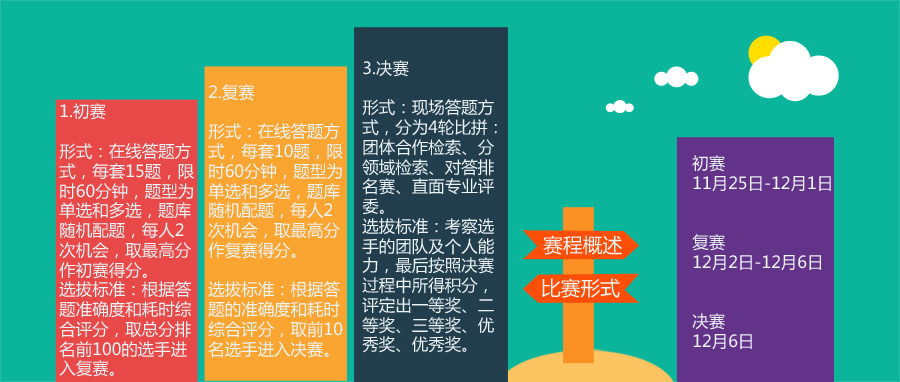 1.初赛
形式：在线答题方
式，每套15题，限
时60分钟，题型为
单选和多选，题库
随机配题，每人2
次机会，取最高分
作初赛得分。
选拔标准：根据答
题准确度和耗时综
合评分，取总分排
名前100的选手进
入复赛。
2.复赛
形式：在线答题方
式，每套10题，限
时60分钟，题型为
单选和多选，题库
随机配题，每人2
次机会，取最高分
作复赛得分。
选拔标准：根据答
题的准确度和耗时
综合评分，取前10
名选手进入决赛。
3.决赛
形式：现场答题方
式，分为4轮比拼：
团体合作检索、分
领域检索、对答排
名赛、直面专业评
委。
选拔标准：考察选
手的团队及个人能
力，最后按照决赛
过程中所得积分，
评定出一等奖、二
等奖、三等奖、优
秀奖、优秀奖。
赛程概述
比赛形式
初赛
11月25日-12月1日
复赛
12月2日-12月6日
决赛
12月6日